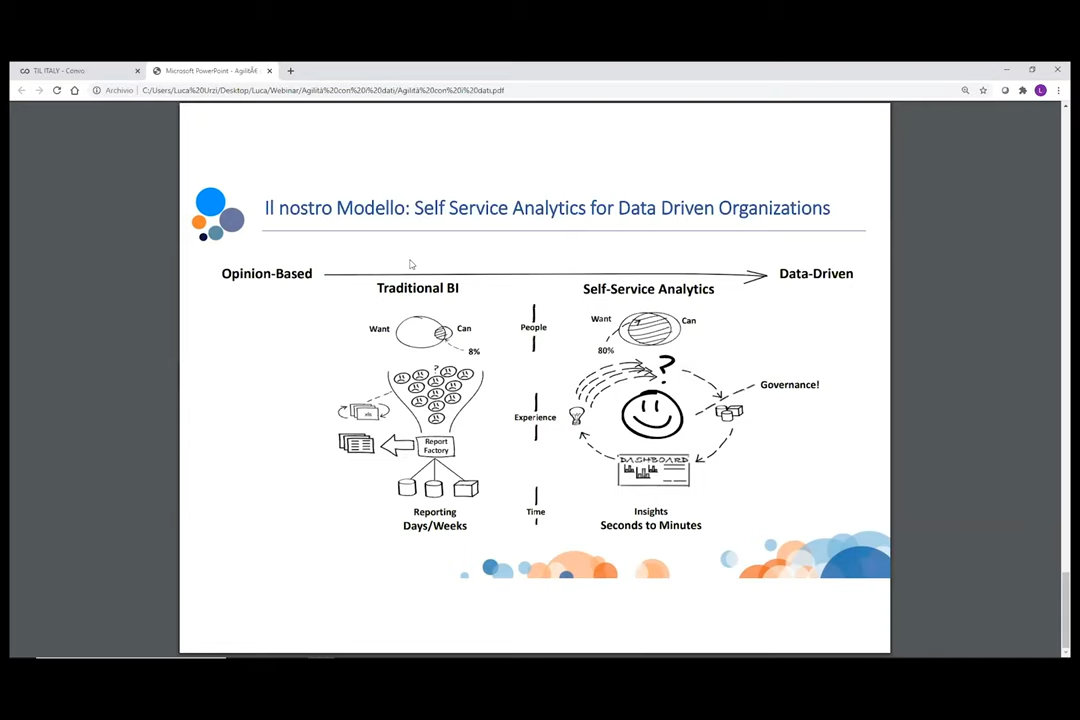 TIL ITALY - Convo
Microsoft PowerPoint - AgilitÃ€
Archivio
C:/Users/Luca%20Urzi/Desktop/Luca/Webinar/Agilità%20con%20i%20dati/Agilità%20con%20i%20dati.pdf
L
Il nostro Modello: Self Service Analytics for Data Driven Organizations
Opinion-Based
Data-Driven
Traditional BI
Self-Service Analytics
Want
Can
8%
People
Want
Can
80%
?
?
Governance!
xls
Experience
Report
Factory
DASHBOARD
Reporting
Days/Weeks
Time
Insights
Seconds to Minutes